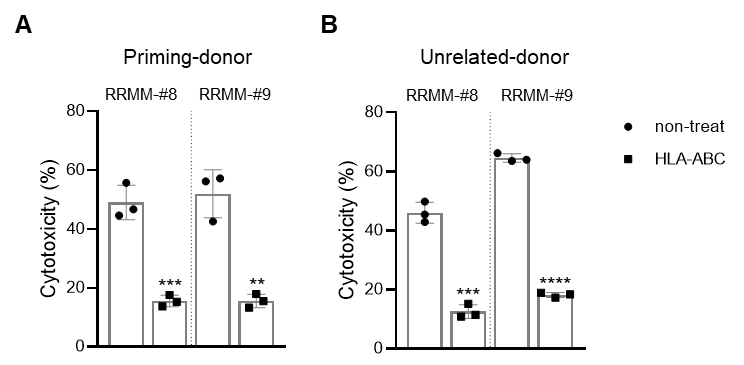 A
B
Priming-donor
Unrelated-donor
RRMM-#8
RRMM-#9
RRMM-#8
RRMM-#9
non-treat
HLA-ABC
Cytotoxicity (%)
80
60
40
20
0
***
**
Cytotoxicity (%)
80
60
40
20
0
***
****